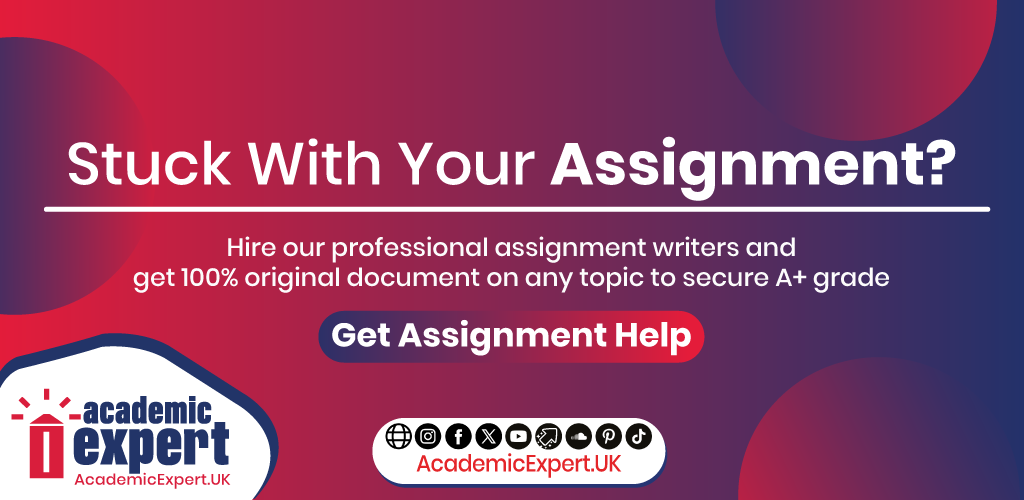 Stuck With Your Assignment?
Hire our professional assignment writers and
get 100% original document on any topic to secure A+ grade
Get Assignment Help
academic
expert
AcademicExpert.UK
AcademicExpert.UK